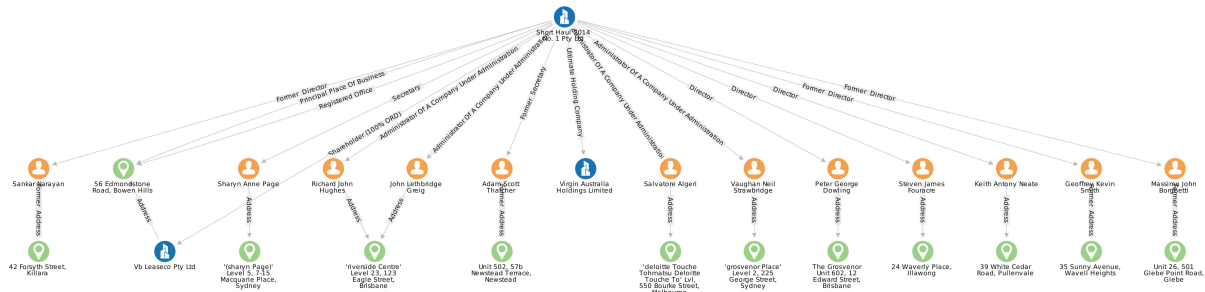 Short Haul 2014
No. 1 Pty Ltd
Former Director
Principal Place Of Business
Registered Office
Secretary
Shareholder (100% ORD)
Administrator Of A Company Under Administration
Administrator Of A Company Under Administration
Former Secretary
Ultimate Holding Company
Administrator Of A Company Under Administration
Administrator Of A Company Under Administration
Director
Director
Director
Former Director
Former Director
Sankar Narayan
56 Edmondstone
Road, Bowen Hills
Sharyn Anne Page
Richard John
Hughes
John Lethbridge
Greig
Adam Scott
Thatcher
Virgin Australia
Holdings Limited
Salvatore Algeri
Vaughan Neil
Strawbridge
Peter George
Dowling
Steven James
Fouracre
Keith Antony Neate
Geoffrey Kevin
Smith
Massimo John
Borghetti
Former Address
Address
Address
Address
Address
Address
Address
Address
Address
Address
Address
Former Address
Address
42 Forsyth Street,
Killara
Vb Leaseco Pty Ltd
'(sharyn Page)'
Level 5, 7-15
Macquarie Place,
Sydney
'riverside Centre'
Level 23, 123
Eagle Street,
Brisbane
Unit 502, 57b
Newstead Terrace,
Newstead
'deloitte Touche
Tohmatsu Deloitte
Touche To' Lvl,
550 Bourke Street,
Melbourne
'grosvenor Place'
Level 2, 225
George Street,
Sydney
The Grosvenor
Unit 602, 12
Edward Street,
Brisbane
24 Waverly Place,
Illawong
39 White Cedar
Road, Pullenvale
35 Sunny Avenue,
Wavell Heights
Unit 26, 501
Glebe Point Road,
Glebe